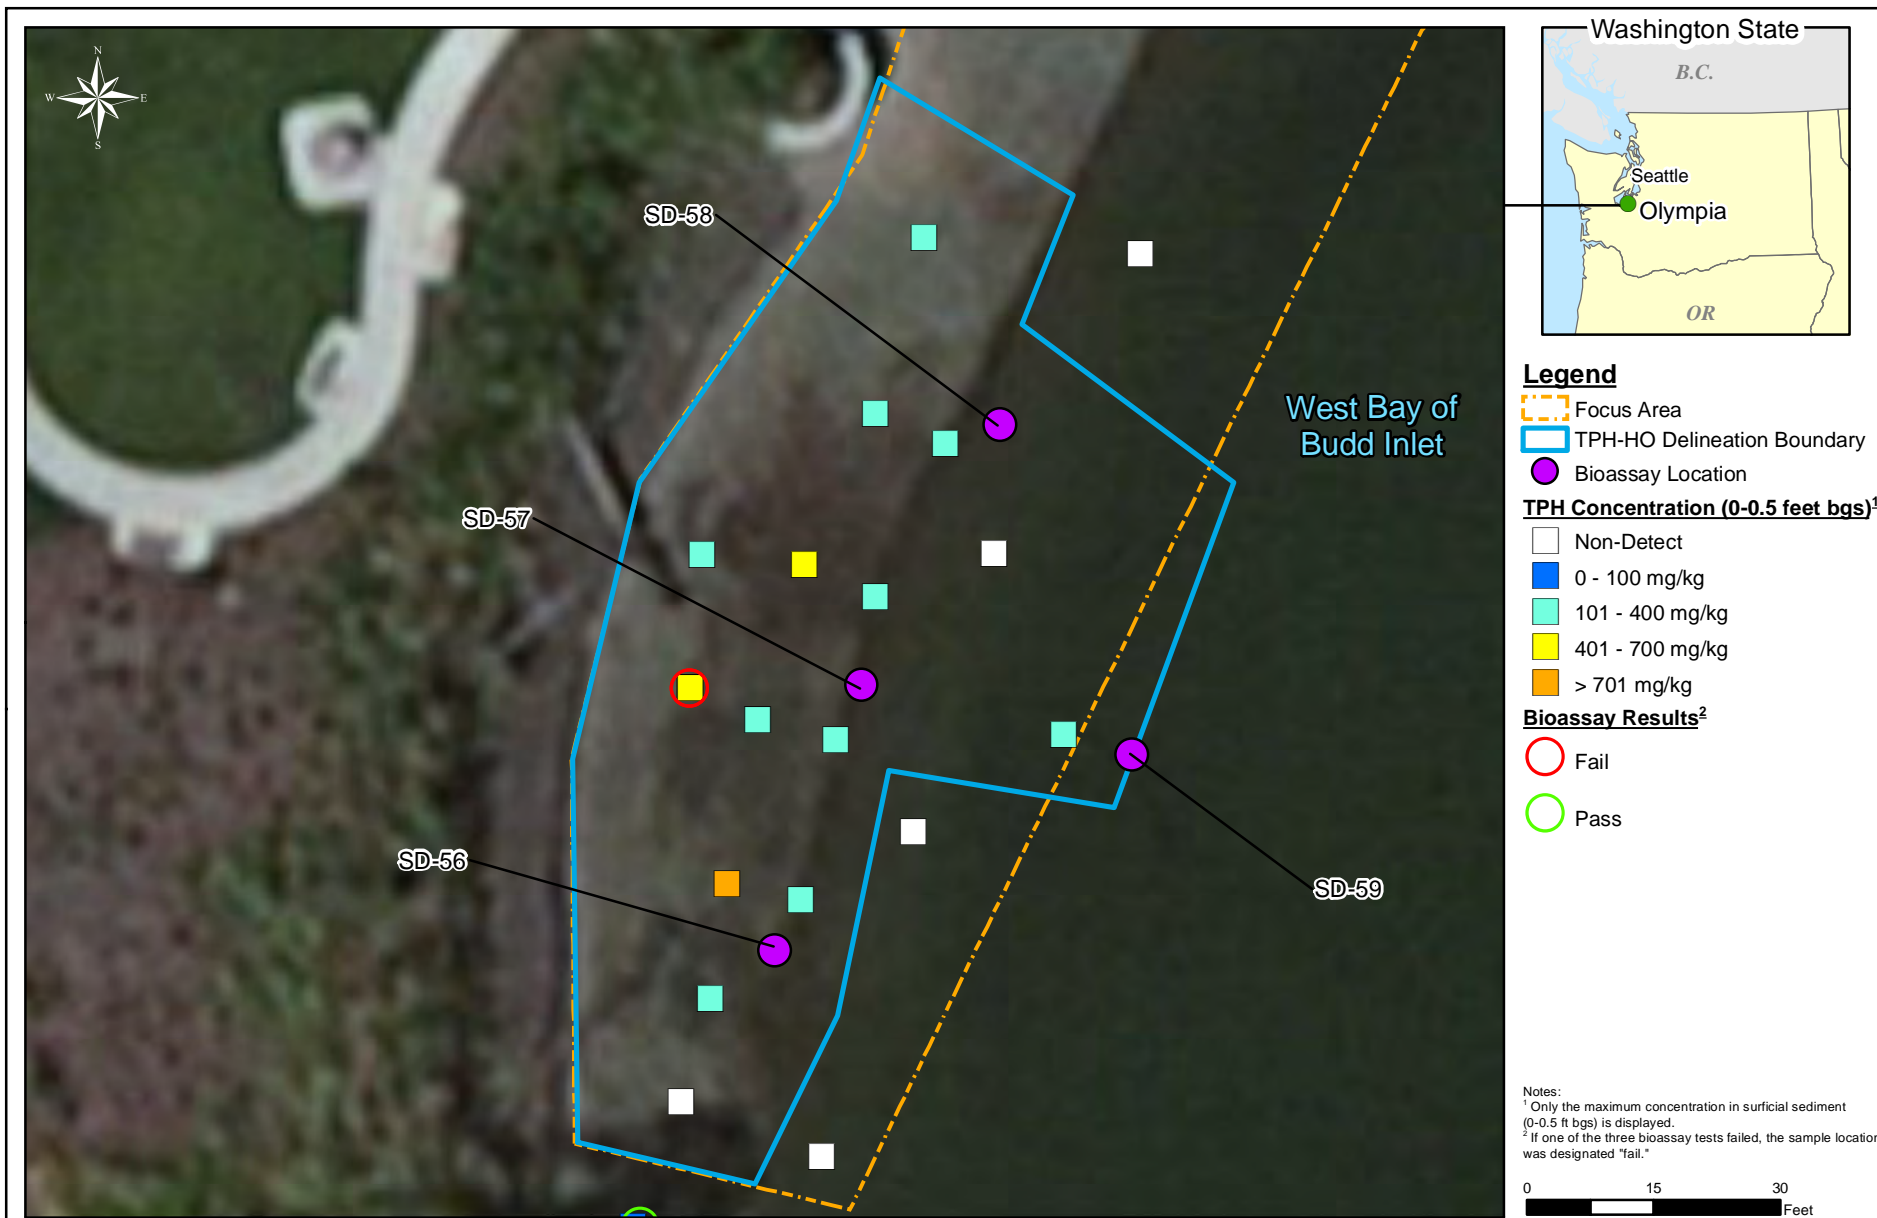 N
W
E
S
SD-58
SD-57
SD-56
SD-59
West Bay of
Budd Inlet
Washington State
B.C.
Seattle
Olympia
OR
Legend
Focus Area
TPH-HO Delineation Boundary
Bioassay Location
TPH Concentration (0-0.5 feet bgs)1
Non-Detect
0 - 100 mg/kg
101 - 400 mg/kg
401 - 700 mg/kg
> 701 mg/kg
Bioassay Results2
Fail
Pass
Notes:
1 Only the maximum concentration in surficial sediment
(0-0.5 ft bgs) is displayed.
2 If one of the three bioassay tests failed, the sample location
was designated "fail."
0 15 30
Feet